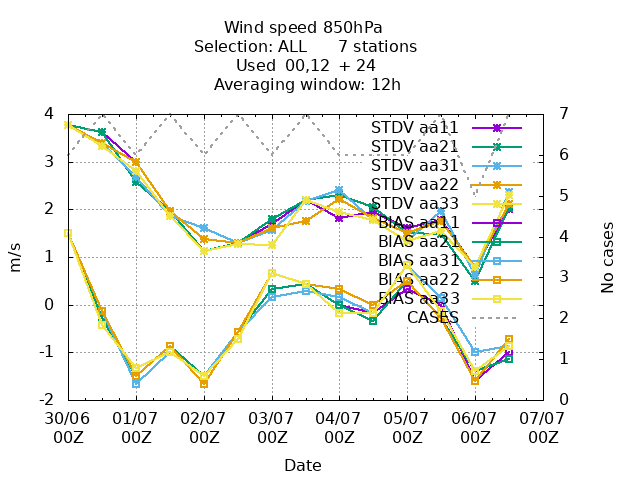 Wind speed 850hPa
Selection: ALL 7 stations
Used 00,12 + 24
Averaging window: 12h
4
3
2
1
0
-1
-2
m/s
7
6
5
4
3
2
1
0
No cases
STDV aa11
STDV aa21
STDV aa31
STDV aa22
STDV aa33
BIAS aa11
BIAS aa21
BIAS aa31
BIAS aa22
BIAS aa33
CASES
30/06 01/07 02/07 03/07 04/07 05/07 06/07 07/07
00Z 00Z 00Z 00Z 00Z 00Z 00Z 00Z
Date